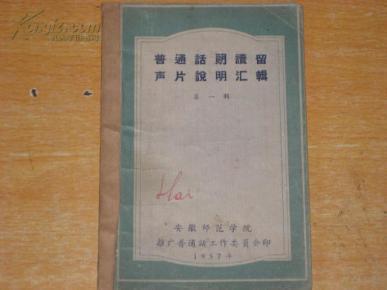 普通話朗讀留
声片說明汇輯
第一輯
Hai
安徽师范学院
推广普通話工作委員会印
1957年